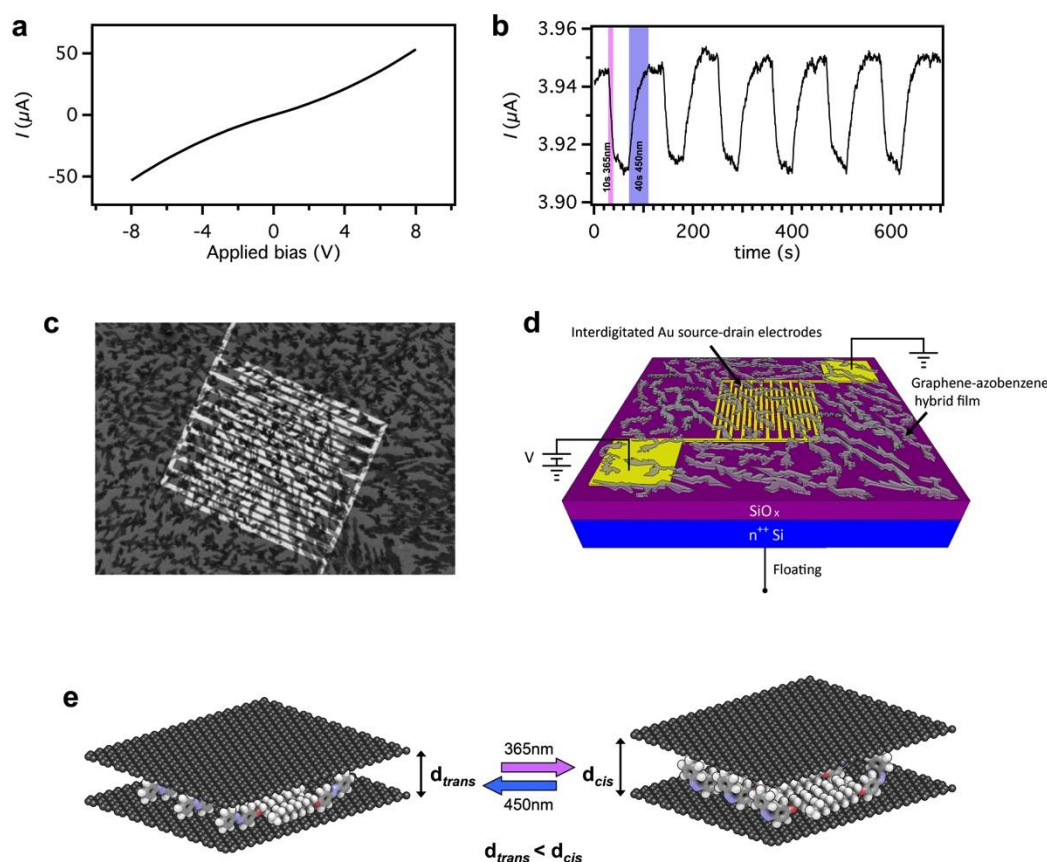 a
50
0
-50
I (µA)
-8
-4
0
4
8
Applied bias (V)
b
3.96
3.94
3.92
3.90
I (µA)
10s 365nm
40s 450nm
0
200
400
600
time (s)
c
d
Interdigitated Au source-drain electrodes
Graphene-azobenzene
hybrid film
V
SiOx
n++ Si
Floating
e
dtrans
365nm
450nm
dcis
dtrans < dcis